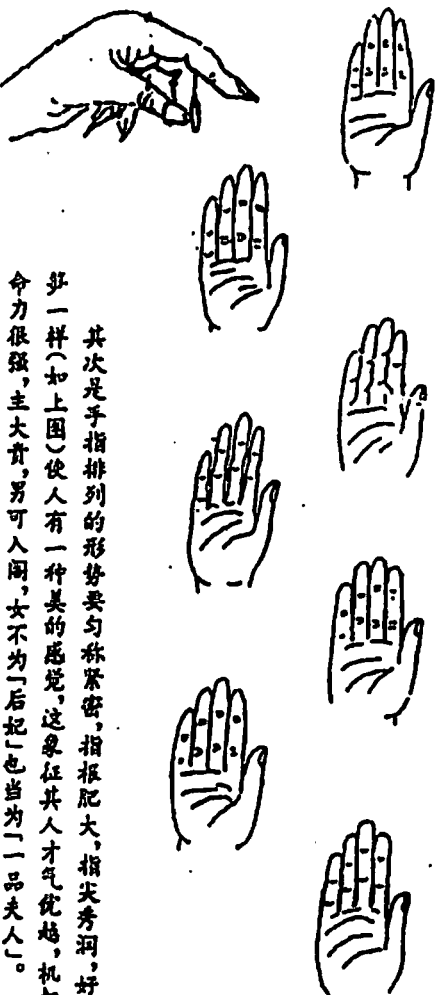 其次是手指排列的形势要匀称紧密，指根肥大，指尖秀润，好
一样（如上图）使人有一种美的感觉，这象征其人才气优越，机
命力很强，主大贵，男可入阁，女不为「后妃」也当为「一品夫人」。